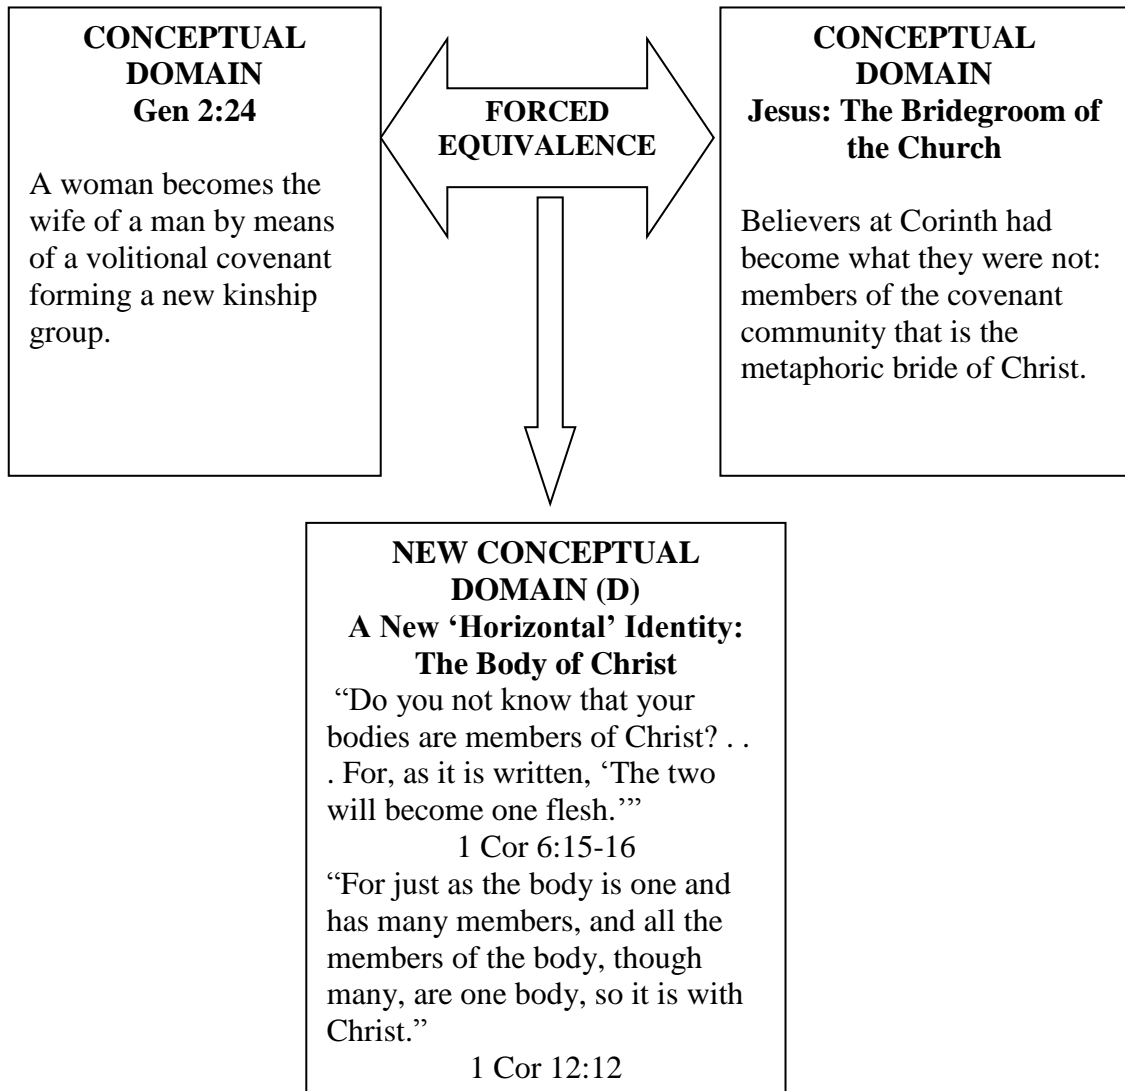 CONCEPTUAL
DOMAIN
Gen 2:24
A woman becomes the
wife of a man by means
of a volitional covenant
forming a new kinship
group.
FORCED
EQUIVALENCE
CONCEPTUAL
DOMAIN
Jesus: The Bridegroom of
the Church
Believers at Corinth had
become what they were not:
members of the covenant
community that is the
metaphoric bride of Christ.
NEW CONCEPTUAL
DOMAIN (D)
A New ‘Horizontal’ Identity:
The Body of Christ
“Do you not know that your
bodies are members of Christ? . .
. For, as it is written, ‘The two
will become one flesh.’”
1 Cor 6:15-16
“For just as the body is one and
has many members, and all the
members of the body, though
many, are one body, so it is with
Christ.”
1 Cor 12:12